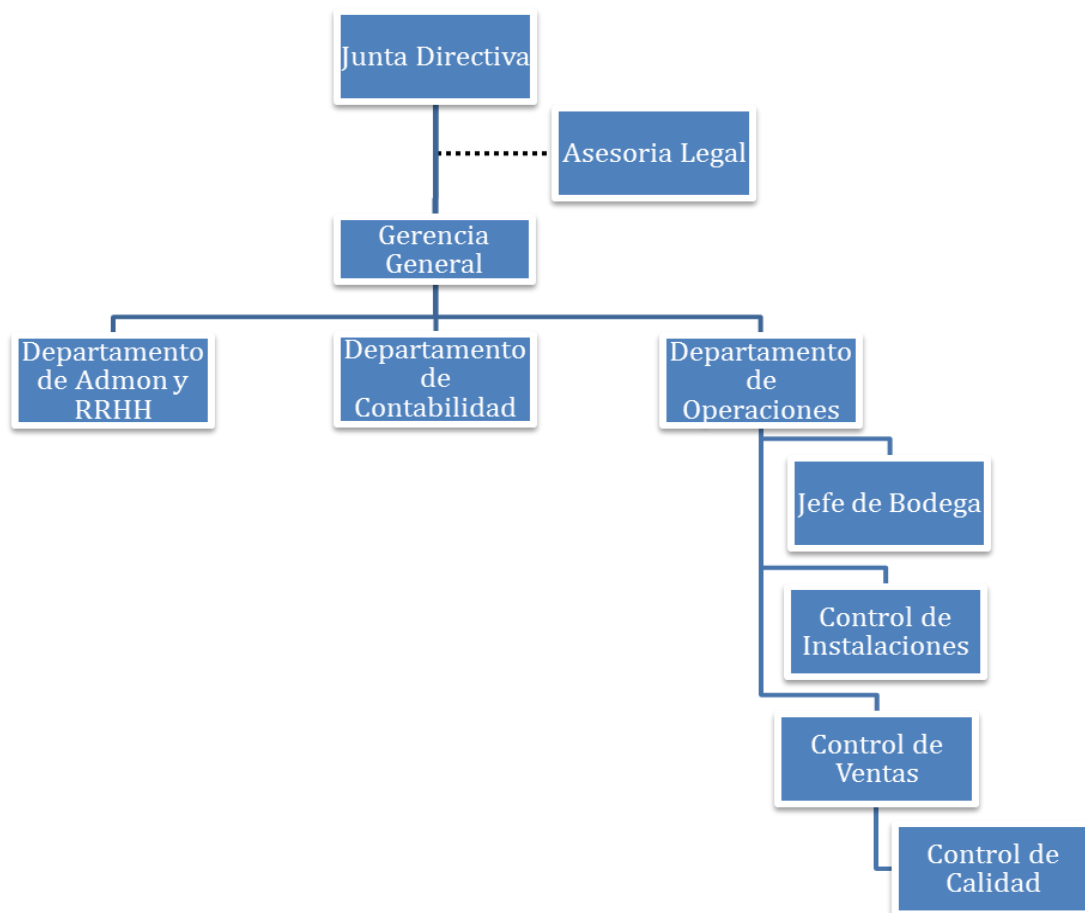 Junta Directiva
Asesoria Legal
Gerencia
General
Departamento
de Admon y
RRHH
Departamento
de
Contabilidad
Departamento
de
Operaciones
Jefe de Bodega
Control de
Instalaciones
Control de
Ventas
Control de
Calidad